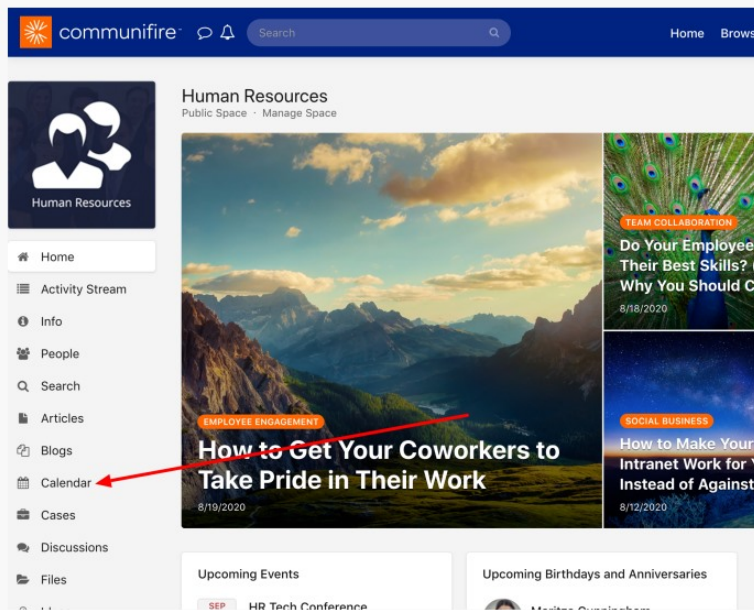 communifire
Search
Home Brows
Human Resources
Public Space · Manage Space
Human Resources
TEAM COLLABORATION
Do Your Employee
Their Best Skills?
Why You Should C
8/18/2020
Home
Activity Stream
Info
People
Search
Articles
Blogs
Calendar
Cases
Discussions
Files
EMPLOYEE ENGAGEMENT
How to Get Your Coworkers to
Take Pride in Their Work
8/19/2020
SOCIAL BUSINESS
How to Make Your
Intranet Work for
Instead of Against
8/12/2020
Upcoming Events
SEP HR Tech Conference
Upcoming Birthdays and Anniversaries
Cunningham